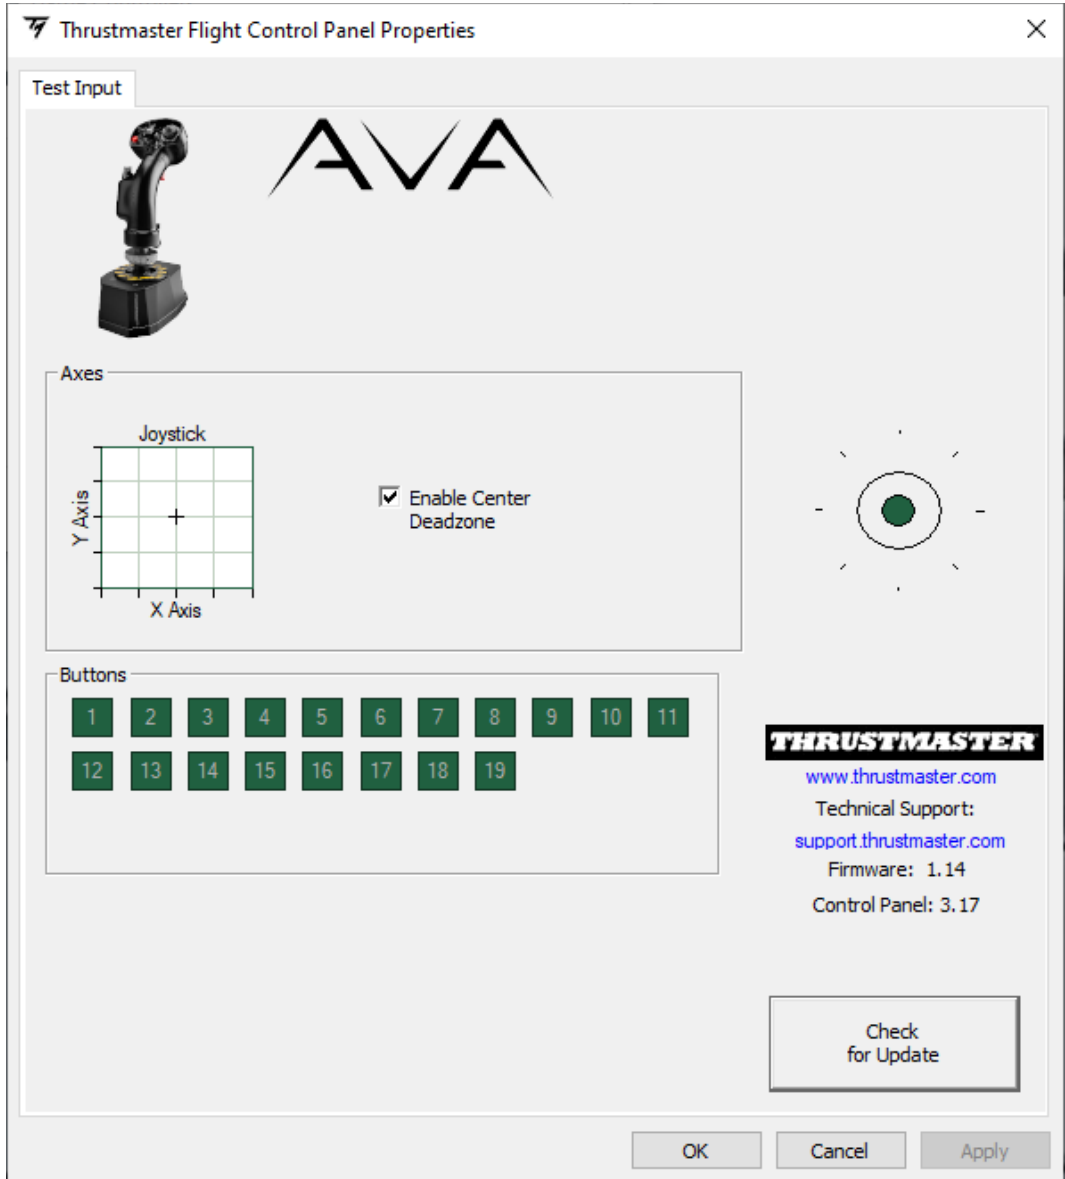 Thrustmaster Flight Control Panel Properties
Test Input
AVA
Axes
Joystick
Y Axis
X Axis
Enable Center
Deadzone
Buttons
1 2 3 4 5 6 7 8 9 10 11
12 13 14 15 16 17 18 19
THRUSTMASTER
www.thrustmaster.com
Technical Support:
support.thrustmaster.com
Firmware: 1.14
Control Panel: 3.17
Check
for Update
OK Cancel Apply